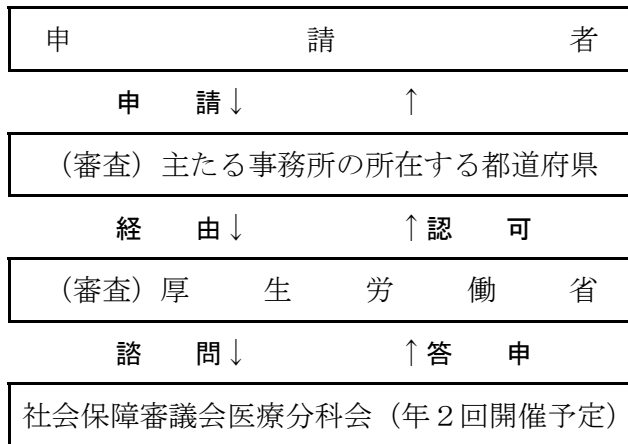 申請者
申請↓ ↑
(審査)主たる事務所の所在する都道府県
経由↓ ↑認可
(審査)厚生労働省
諮問↓ ↑答申
社会保障審議会医療分科会(年2回開催予定)